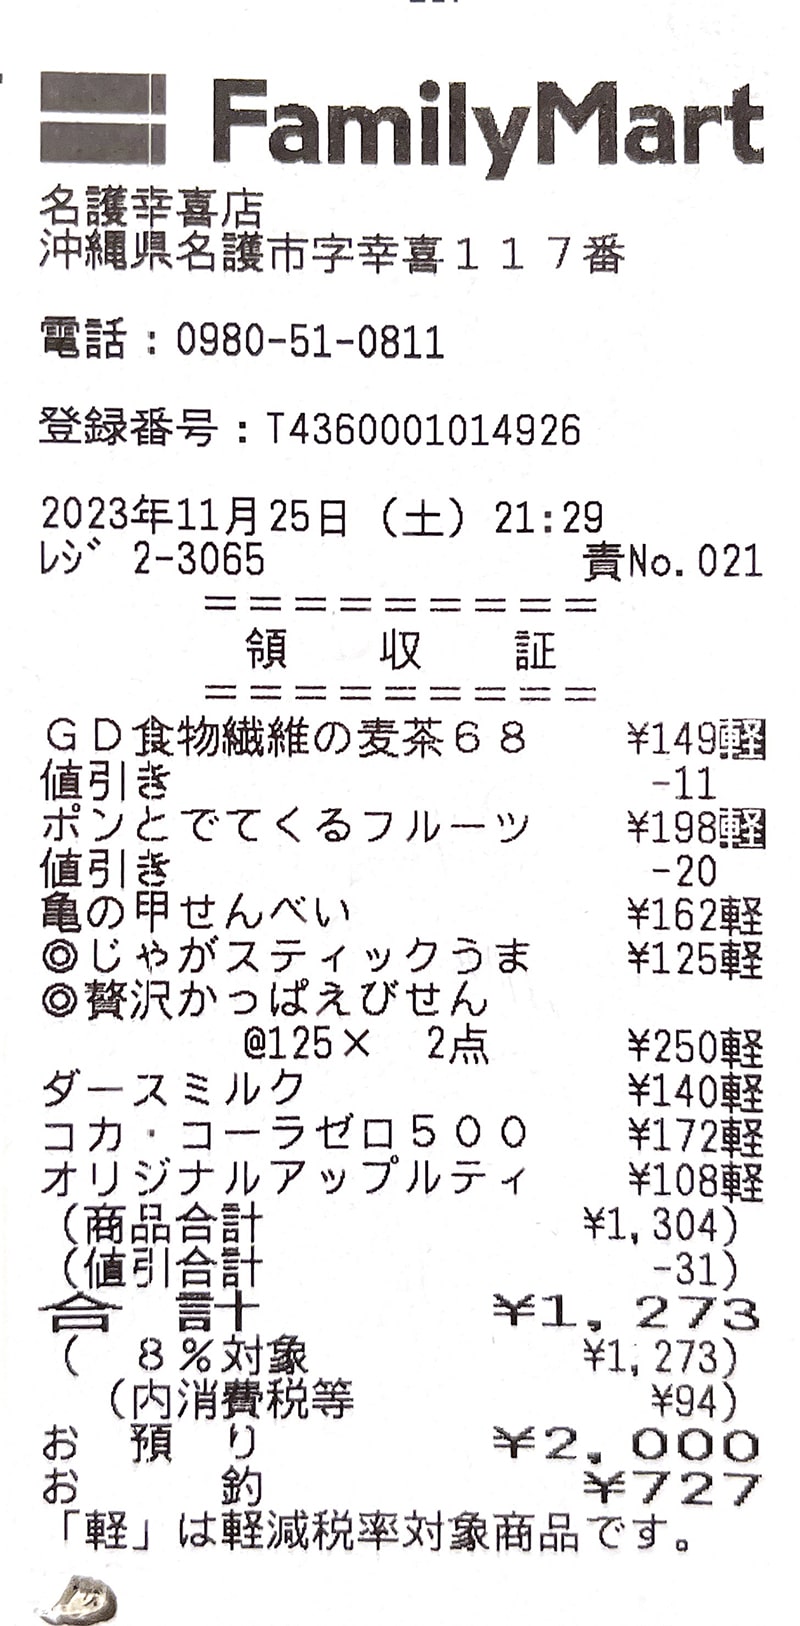 FamilyMart
名護幸喜店
沖縄県名護市字幸喜１１７番
電話：0980-51-0811
登録番号：T4360001014926
2023年11月25日（土）21:29
ﾚｼﾞ 2-3065 責No.021
＝＝＝＝＝＝＝＝＝
領　収　証
＝＝＝＝＝＝＝＝＝
ＧＤ食物繊維の麦茶６８ ¥149軽
値引き -11
ポンとでてくるフルーツ ¥198軽
値引き -20
亀の甲せんべい ¥162軽
◎じゃがスティックうま ¥125軽
◎贅沢かっぱえびせん
@125× 2点 ¥250軽
ダースミルク ¥140軽
コカ・コーラゼロ５００ ¥172軽
オリジナルアップルティ ¥108軽
(商品合計 ¥1,304)
(値引合計 -31)
合　計 ¥1,273
(　８%対象 ¥1,273)
(内消費税等 ¥94)
お　預　り ¥2,000
お　　　釣 ¥727
「軽」は軽減税率対象商品です。